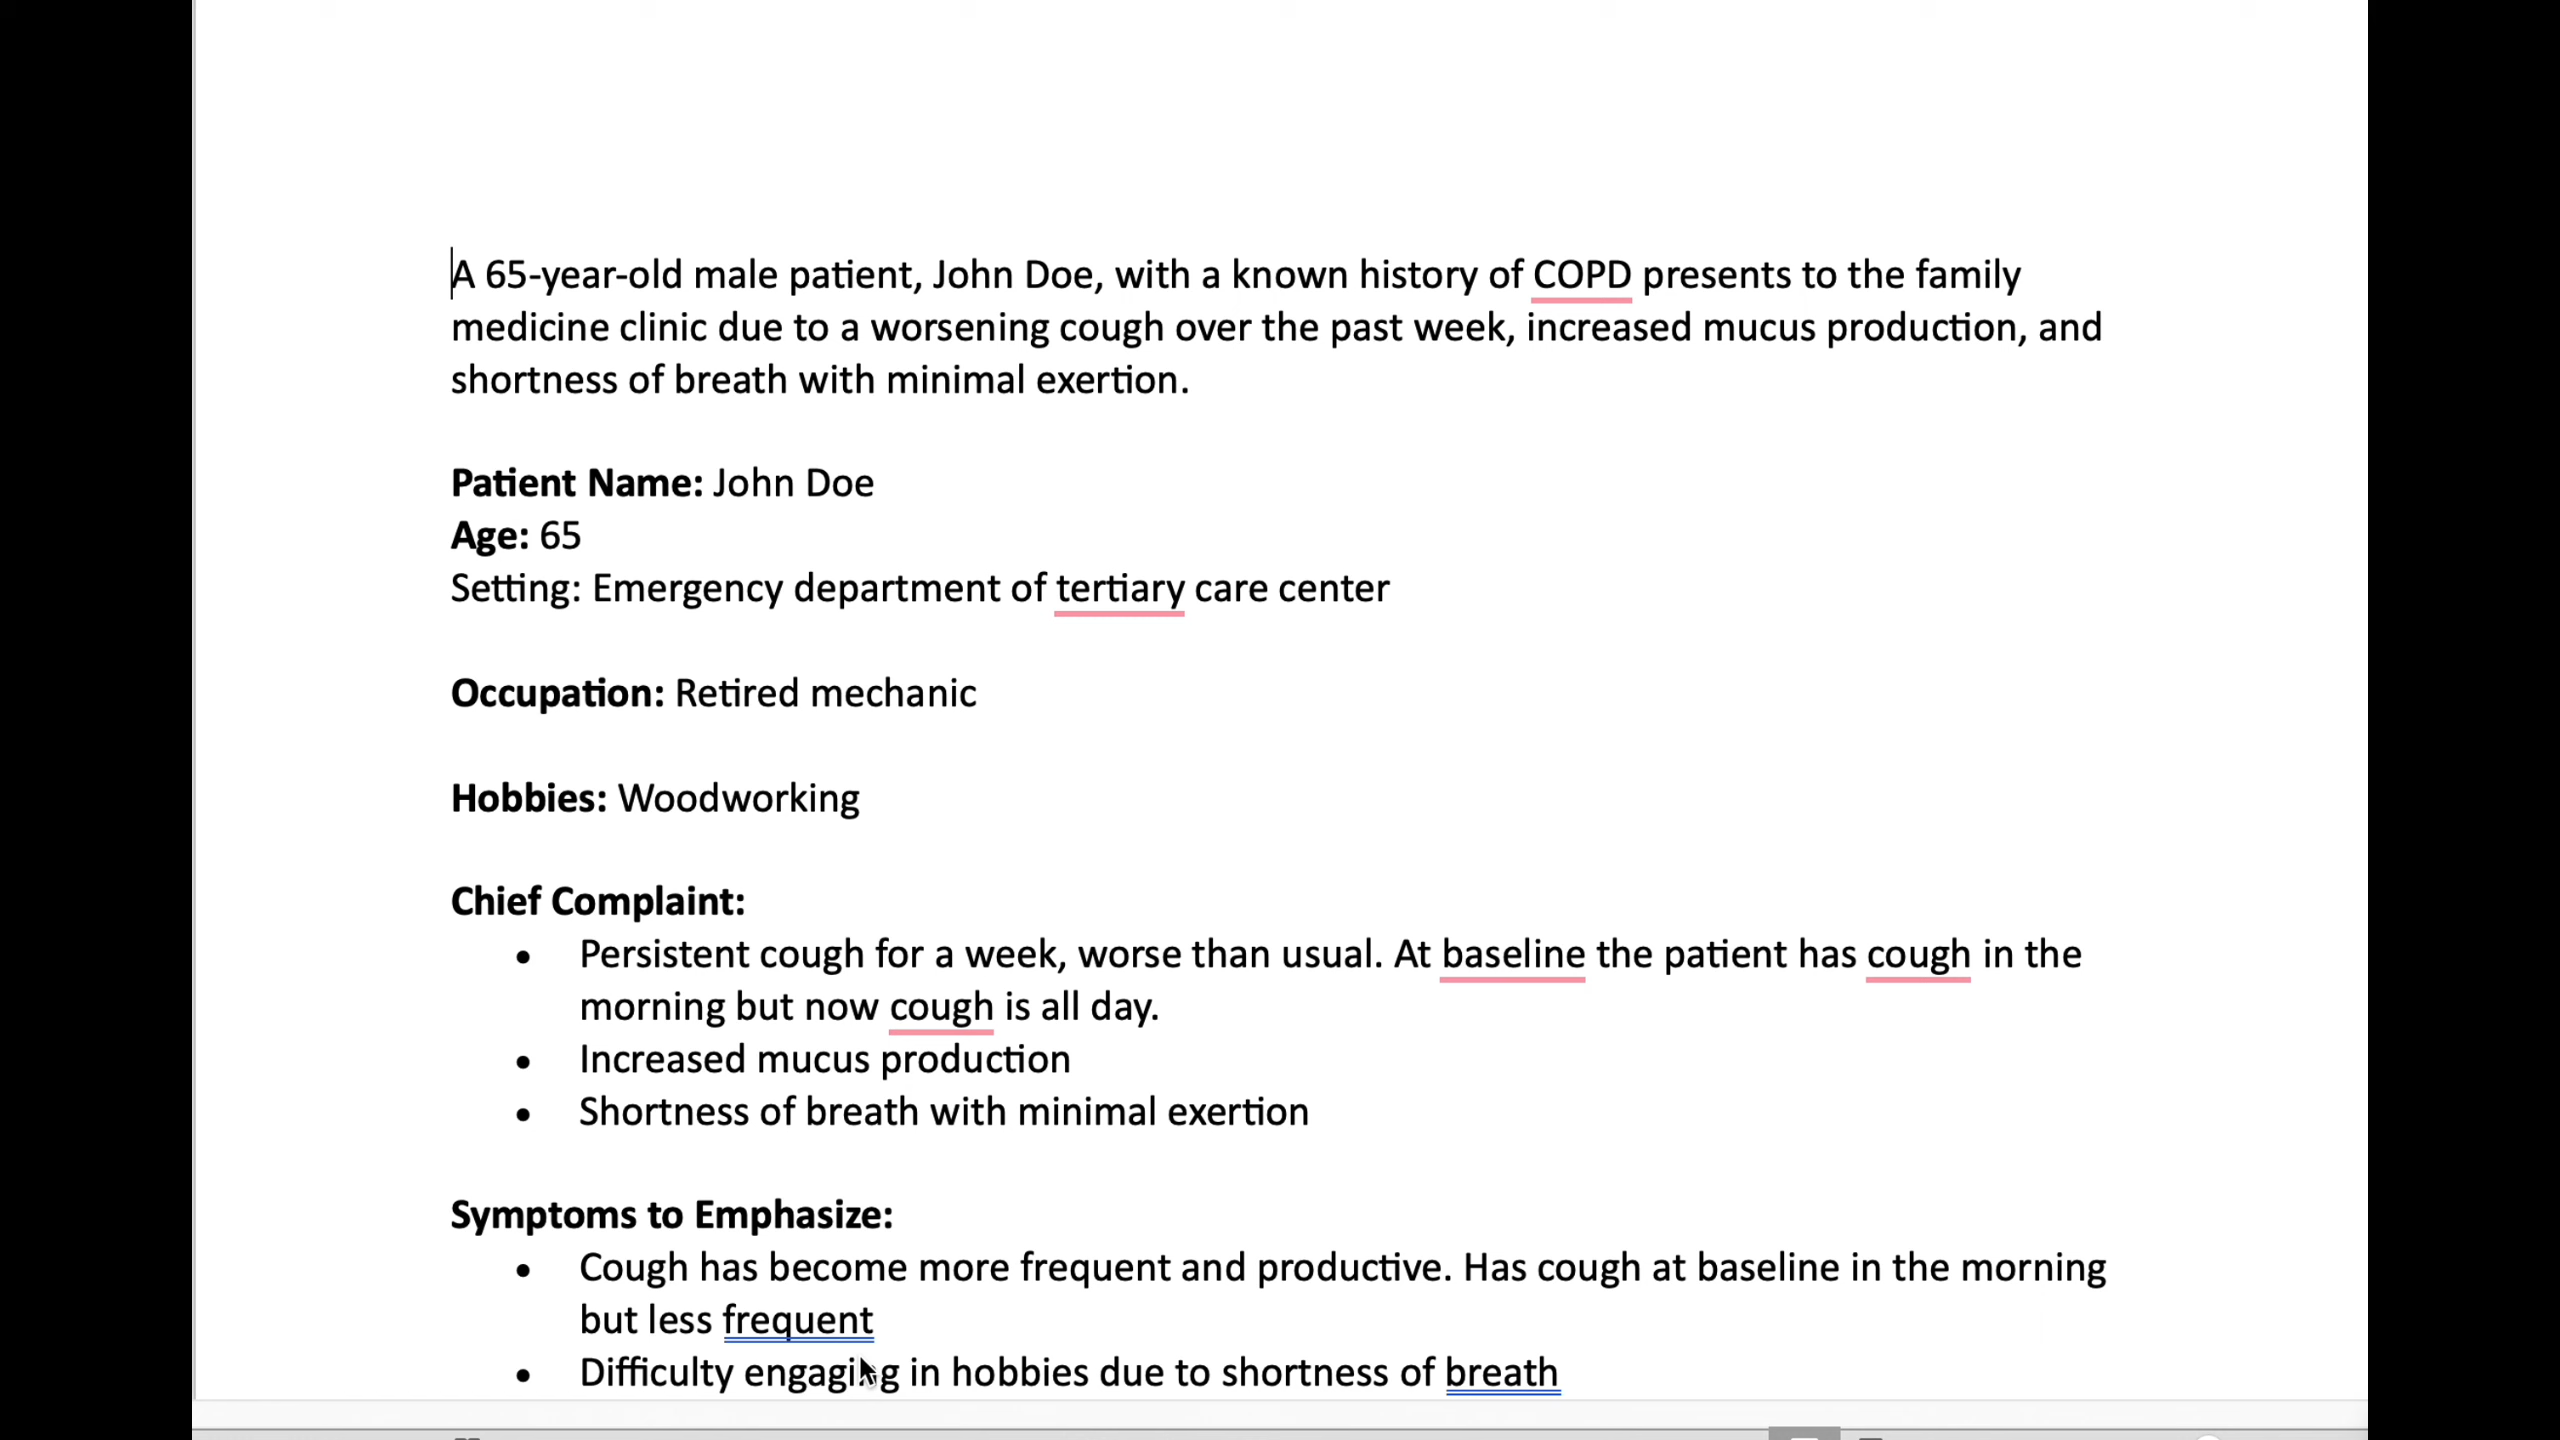 A 65-year-old male patient, John Doe, with a known history of COPD presents to the family
medicine clinic due to a worsening cough over the past week, increased mucus production, and
shortness of breath with minimal exertion.
Patient Name: John Doe
Age: 65
Setting: Emergency department of tertiary care center
Occupation: Retired mechanic
Hobbies: Woodworking
Chief Complaint:
• Persistent cough for a week, worse than usual. At baseline the patient has cough in the
morning but now cough is all day.
• Increased mucus production
• Shortness of breath with minimal exertion
Symptoms to Emphasize:
• Cough has become more frequent and productive. Has cough at baseline in the morning
but less frequent
• Difficulty engaging in hobbies due to shortness of breath